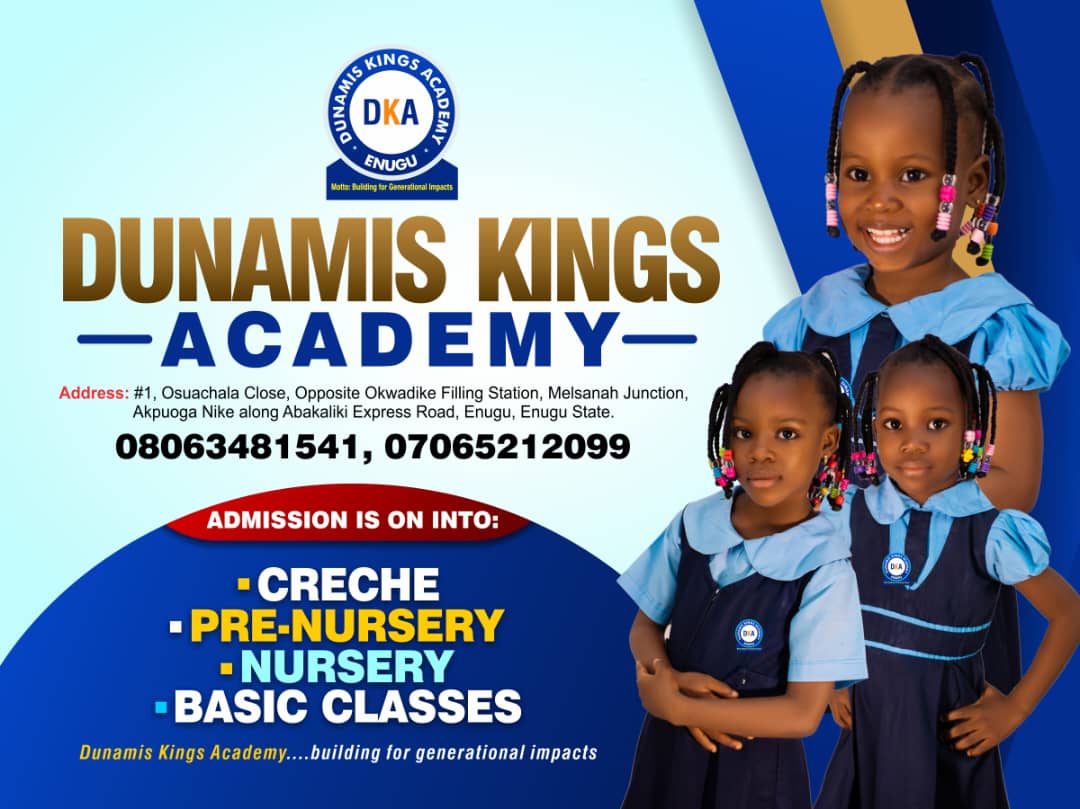 DUNAMIS KINGS ACADEMY
DKA
ENUGU
Motto: Building for Generational Impacts
DUNAMIS KINGS
ACADEMY
Address: #1, Osuachala Close, Opposite Okwadike Filling Station, Melsanah Junction,
Akpuoga Nike along Abakaliki Express Road, Enugu, Enugu State.
08063481541, 07065212099
ADMISSION IS ON INTO:
CRECHE
PRE-NURSERY
NURSERY
BASIC CLASSES
Dunamis Kings Academy....building for generational impacts
DKA
DKA